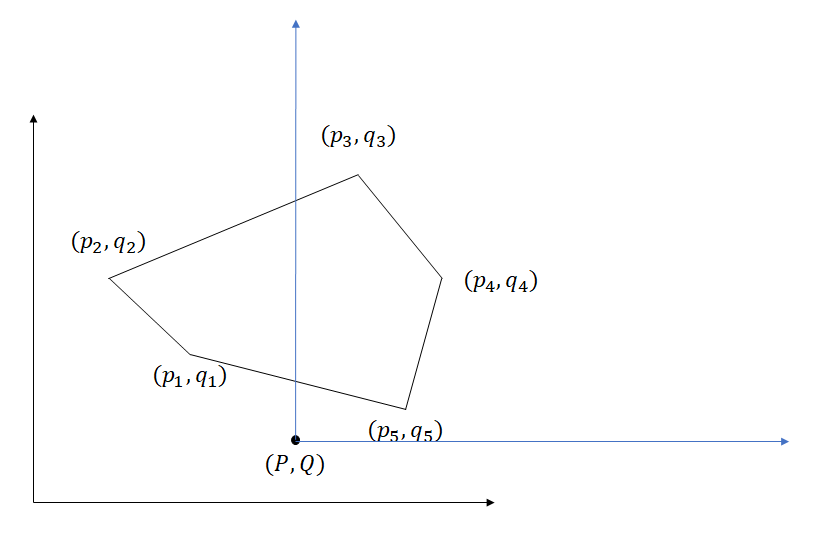 (p₃, q₃)
(p₂, q₂)
(p₄, q₄)
(p₁, q₁)
(p₅, q₅)
(P, Q)